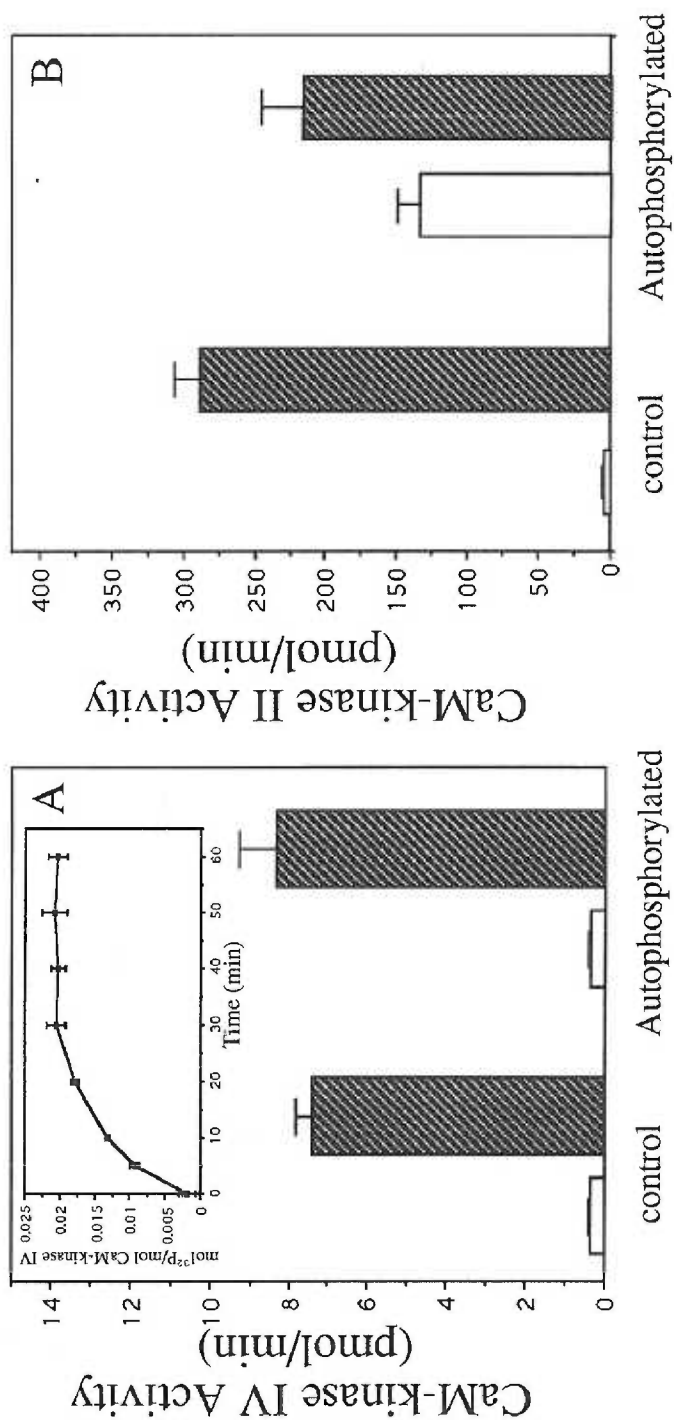 A
CaM-kinase IV Activity
(pmol/min)
14
12
10
8
6
4
2
0
mol³²P/mol CaM-kinase IV
0.025
0.02
0.015
0.01
0.005
0
0 10 20 30 40 50 60
Time (min)
control Autophosphorylated
B
CaM-kinase II Activity
(pmol/min)
400
350
300
250
200
150
100
50
0
control Autophosphorylated